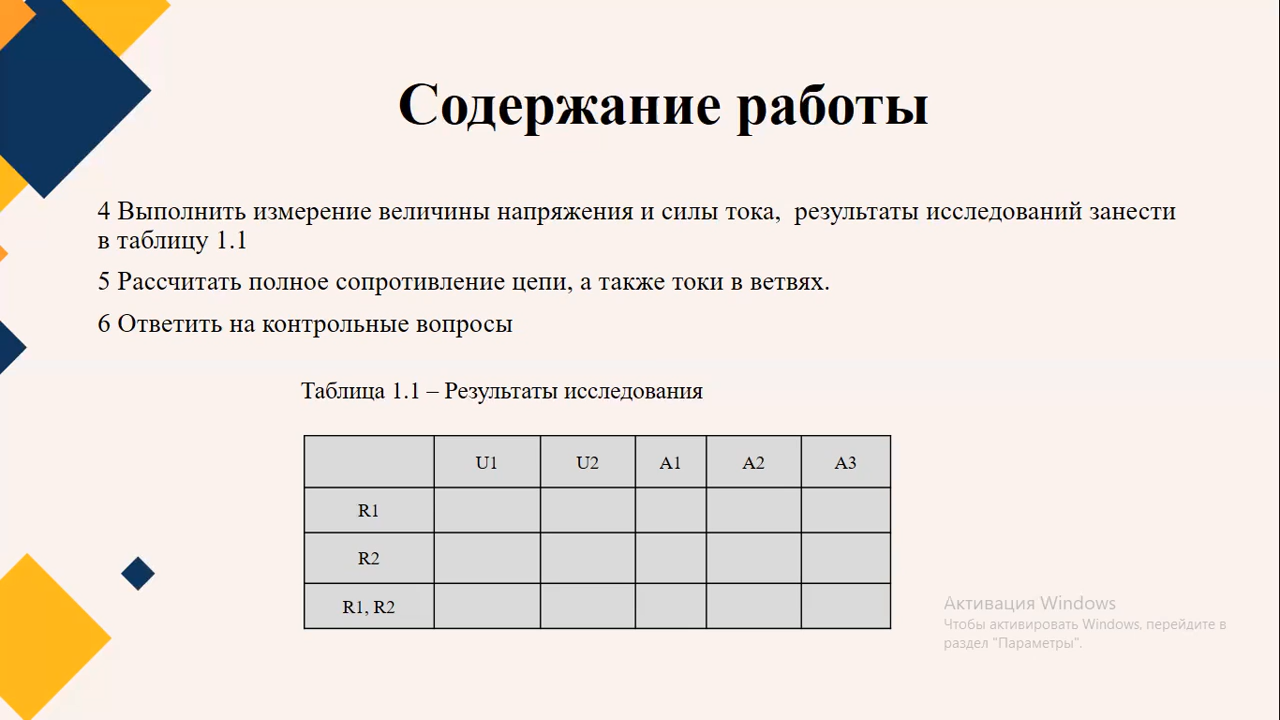 Содержание работы
4 Выполнить измерение величины напряжения и силы тока,  результаты исследований занести
в таблицу 1.1
5 Рассчитать полное сопротивление цепи, а также токи в ветвях.
6 Ответить на контрольные вопросы
Таблица 1.1 – Результаты исследования
U1 U2 A1 A2 A3
R1
R2
R1, R2
Активация Windows
Чтобы активировать Windows, перейдите в
раздел "Параметры".